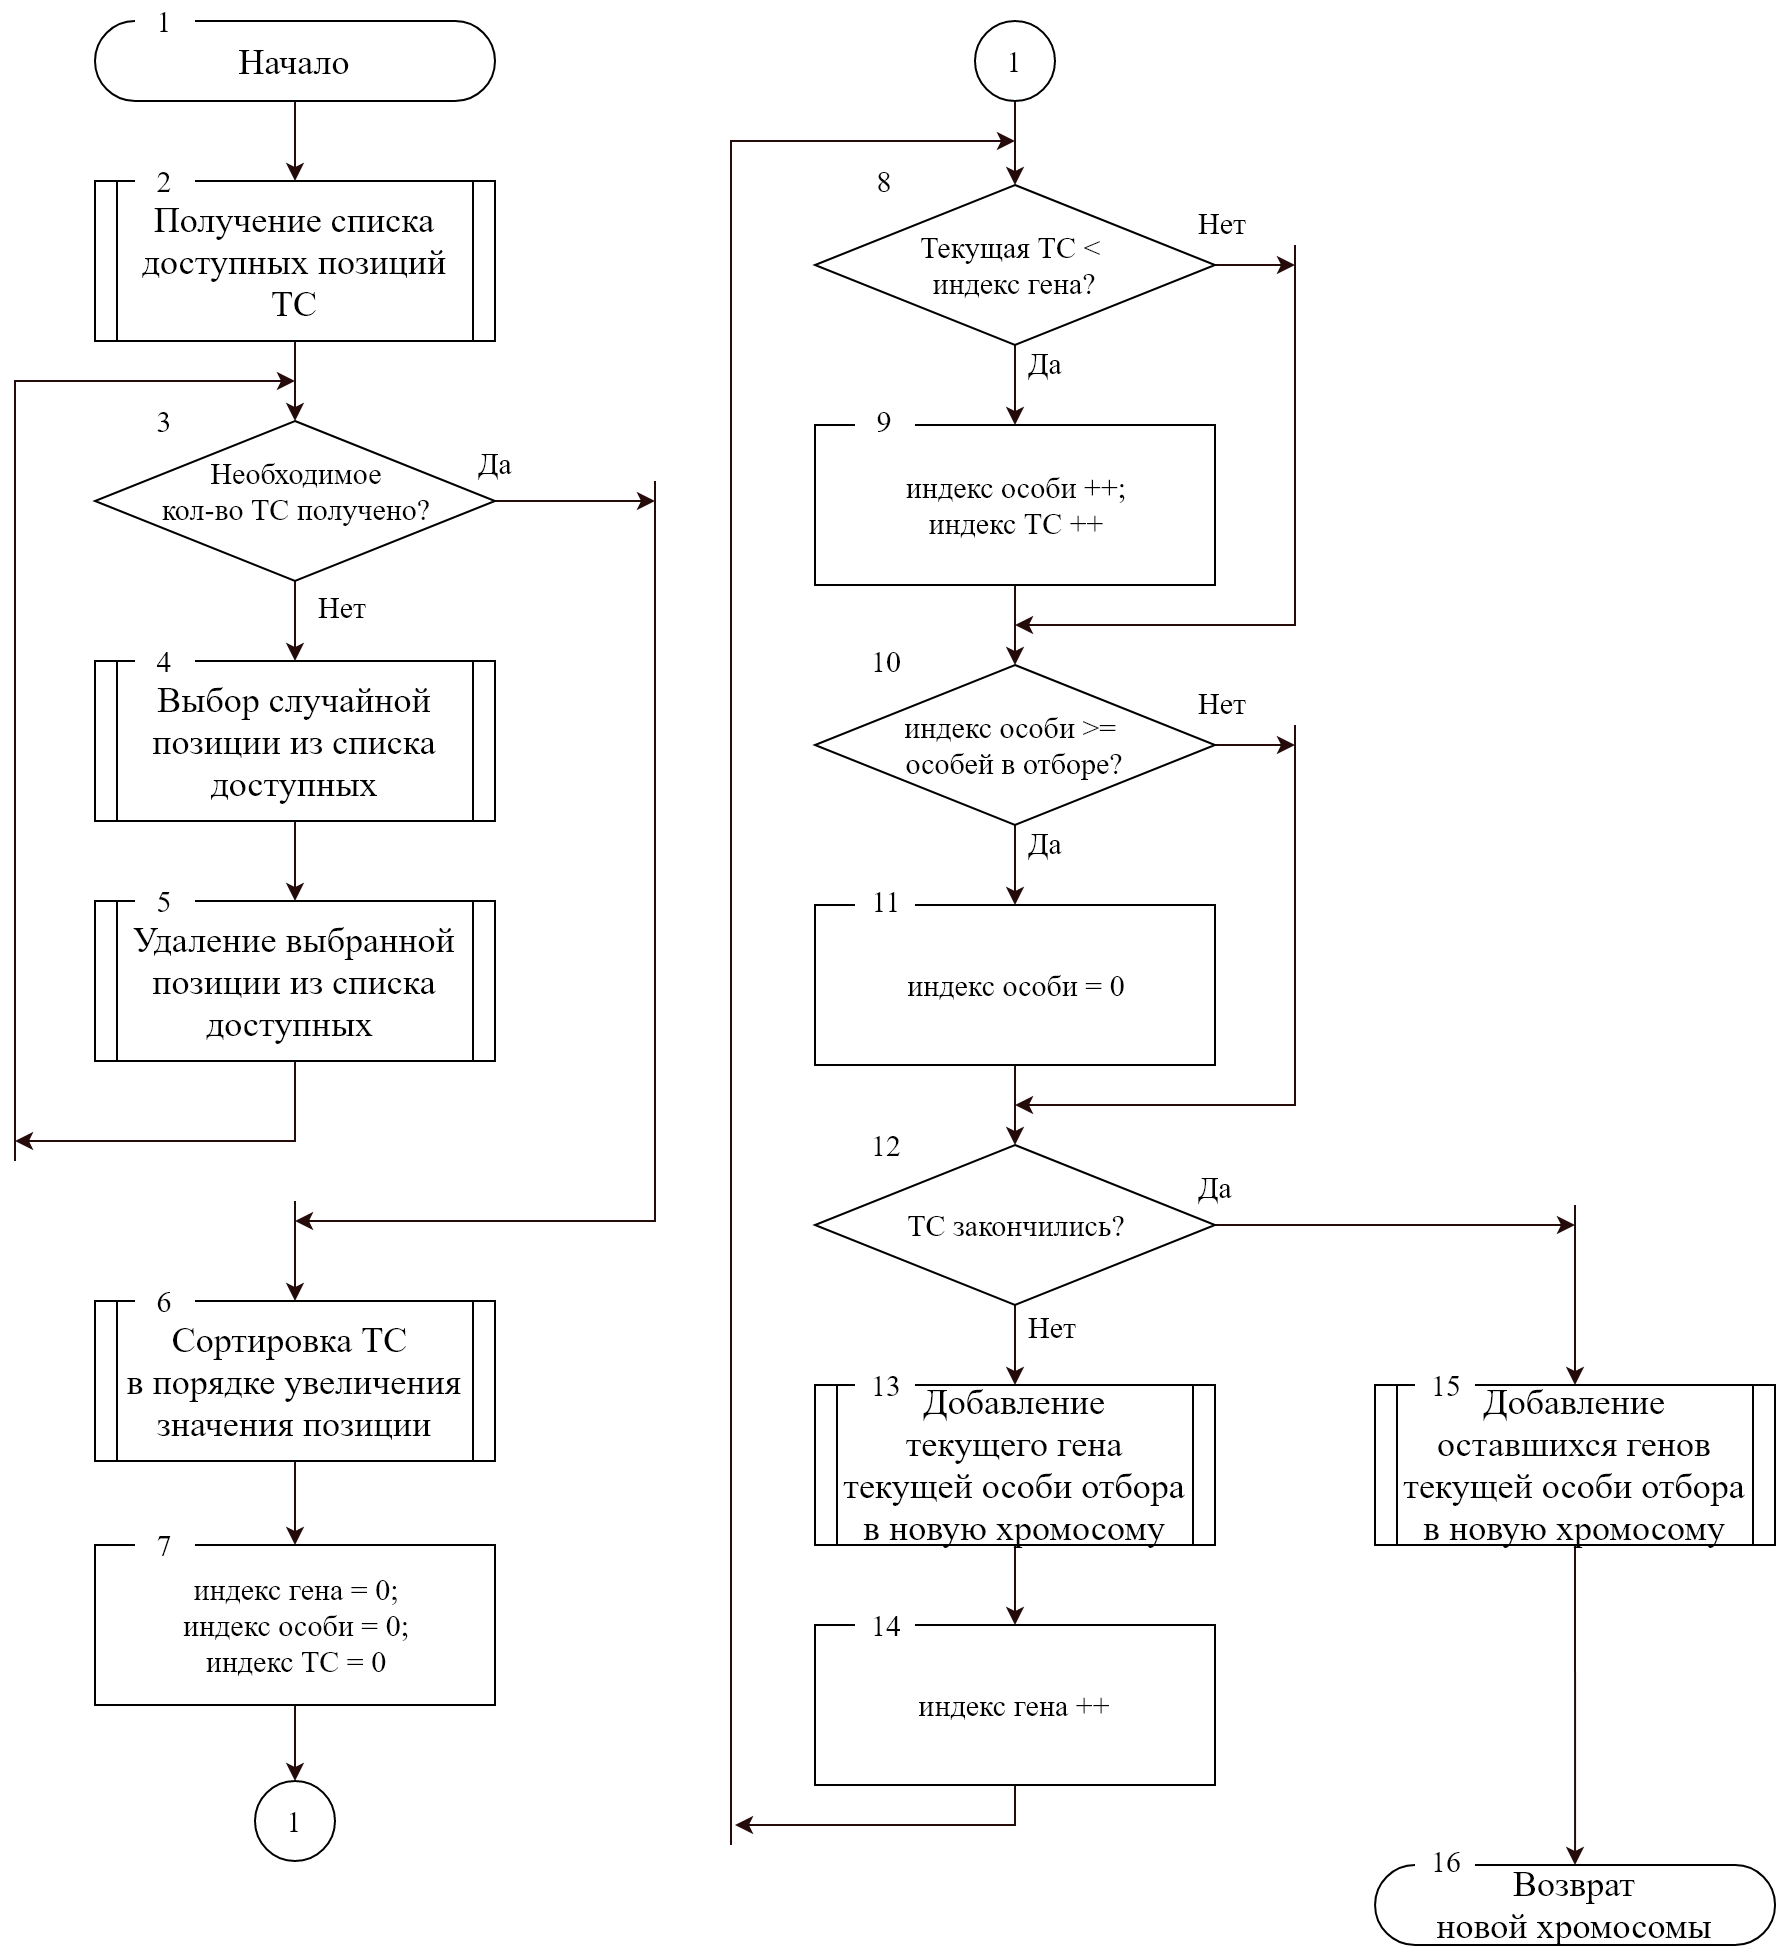 1
Начало
2
Получение списка
доступных позиций
ТС
3
Необходимое
кол-во ТС получено?
Да
Нет
4
Выбор случайной
позиции из списка
доступных
5
Удаление выбранной
позиции из списка
доступных
6
Сортировка ТС
в порядке увеличения
значения позиции
7
индекс гена = 0;
индекс особи = 0;
индекс ТС = 0
1
1
8
Текущая ТС <
индекс гена?
Нет
Да
9
индекс особи ++;
индекс ТС ++
10
индекс особи >=
особей в отборе?
Нет
Да
11
индекс особи = 0
12
ТС закончились?
Да
Нет
13
Добавление
текущего гена
текущей особи отбора
в новую хромосому
14
индекс гена ++
15
Добавление
оставшихся генов
текущей особи отбора
в новую хромосому
16
Возврат
новой хромосомы